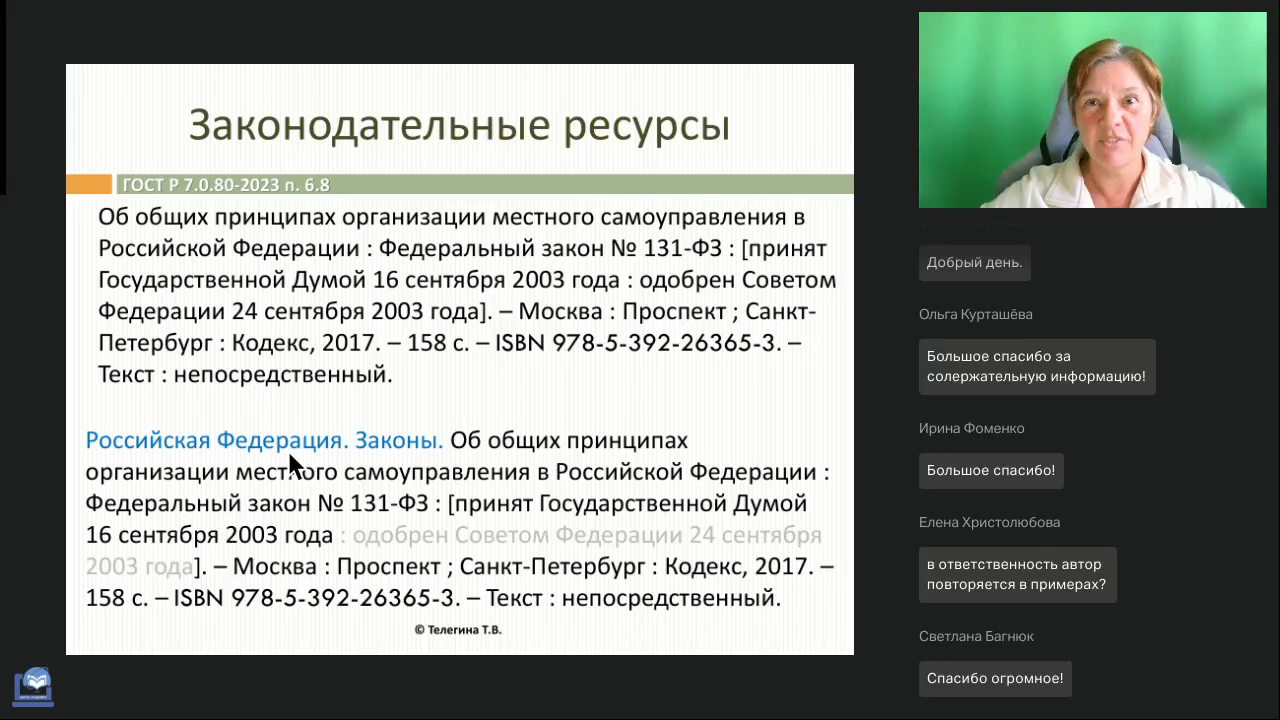 Законодательные ресурсы
ГОСТ Р 7.0.80-2023 п. 6.8
Об общих принципах организации местного самоуправления в
Российской Федерации : Федеральный закон № 131-ФЗ : [принят
Государственной Думой 16 сентября 2003 года : одобрен Советом
Федерации 24 сентября 2003 года]. – Москва : Проспект ; Санкт-
Петербург : Кодекс, 2017. – 158 с. – ISBN 978-5-392-26365-3. –
Текст : непосредственный.
Российская Федерация. Законы. Об общих принципах
организации местного самоуправления в Российской Федерации :
Федеральный закон № 131-ФЗ : [принят Государственной Думой
16 сентября 2003 года : одобрен Советом Федерации 24 сентября
2003 года]. – Москва : Проспект ; Санкт-Петербург : Кодекс, 2017. –
158 с. – ISBN 978-5-392-26365-3. – Текст : непосредственный.
© Телегина Т.В.
Добрый день.
Ольга Курташёва
Большое спасибо за
солержательную информацию!
Ирина Фоменко
Большое спасибо!
Елена Христолюбова
в ответственность автор
повторяется в примерах?
Светлана Багнюк
Спасибо огромное!